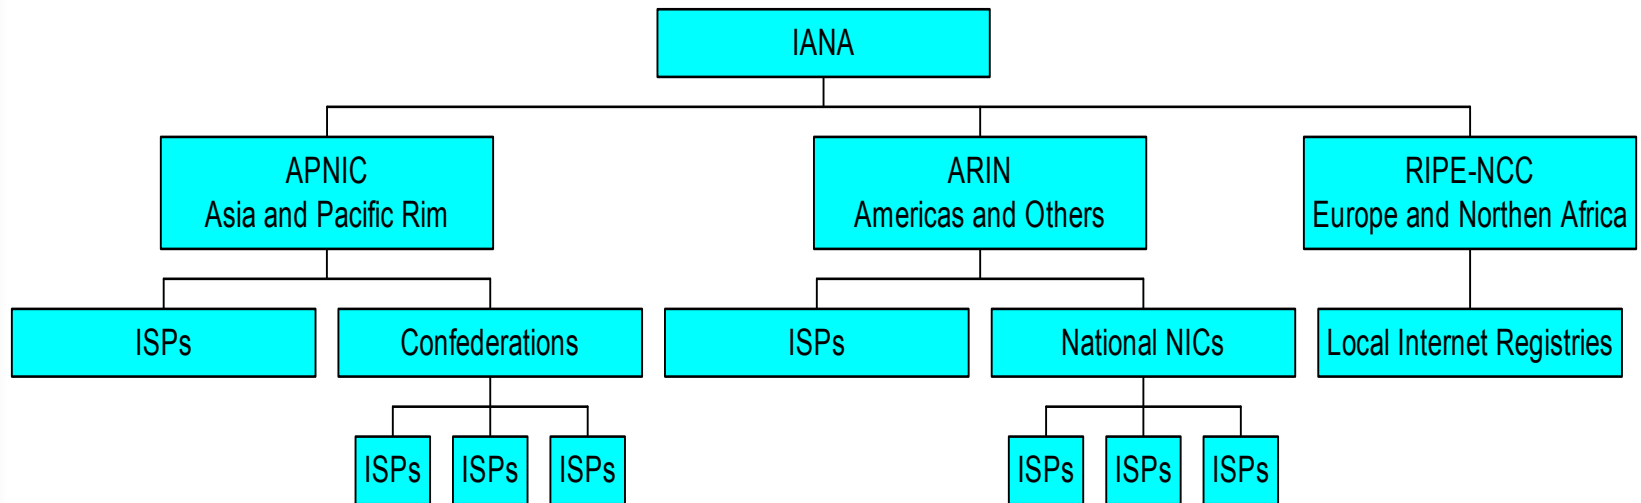 IANA
APNIC
Asia and Pacific Rim
ARIN
Americas and Others
RIPE-NCC
Europe and Northen Africa
ISPs
Confederations
ISPs
National NICs
Local Internet Registries
ISPs
ISPs
ISPs
ISPs
ISPs
ISPs